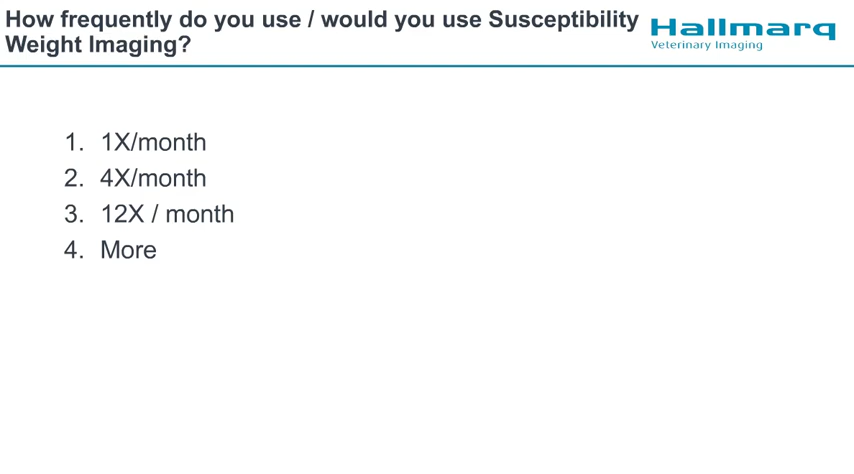 How frequently do you use / would you use Susceptibility
Weight Imaging?
Hallmarq
Veterinary Imaging
1. 1X/month
2. 4X/month
3. 12X / month
4. More